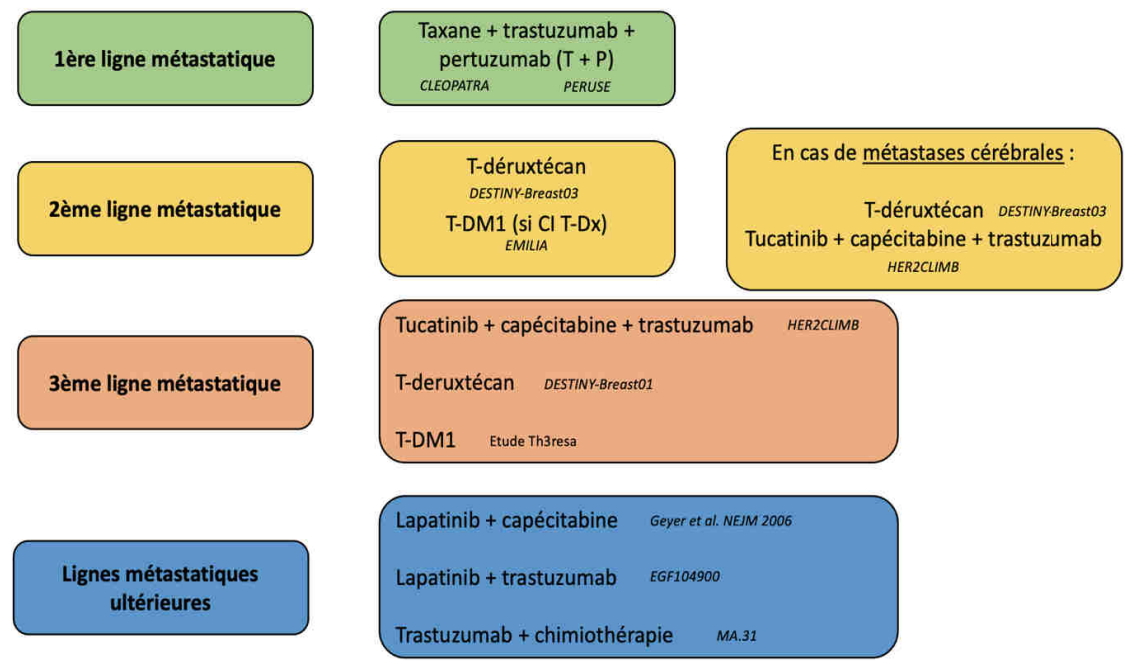 1ère ligne métastatique
Taxane + trastuzumab +
pertuzumab (T + P)
CLEOPATRA PERUSE
2ème ligne métastatique
T-déruxtécan
DESTINY-Breast03
T-DM1 (si CI T-Dx)
EMILIA
En cas de métastases cérébrales :
T-déruxtécan DESTINY-Breast03
Tucatinib + capécitabine + trastuzumab
HER2CLIMB
3ème ligne métastatique
Tucatinib + capécitabine + trastuzumab HER2CLIMB
T-deruxtécan DESTINY-Breast01
T-DM1 Etude Th3resa
Lignes métastatiques
ultérieures
Lapatinib + capécitabine Geyer et al. NEJM 2006
Lapatinib + trastuzumab EGF104900
Trastuzumab + chimiothérapie MA.31